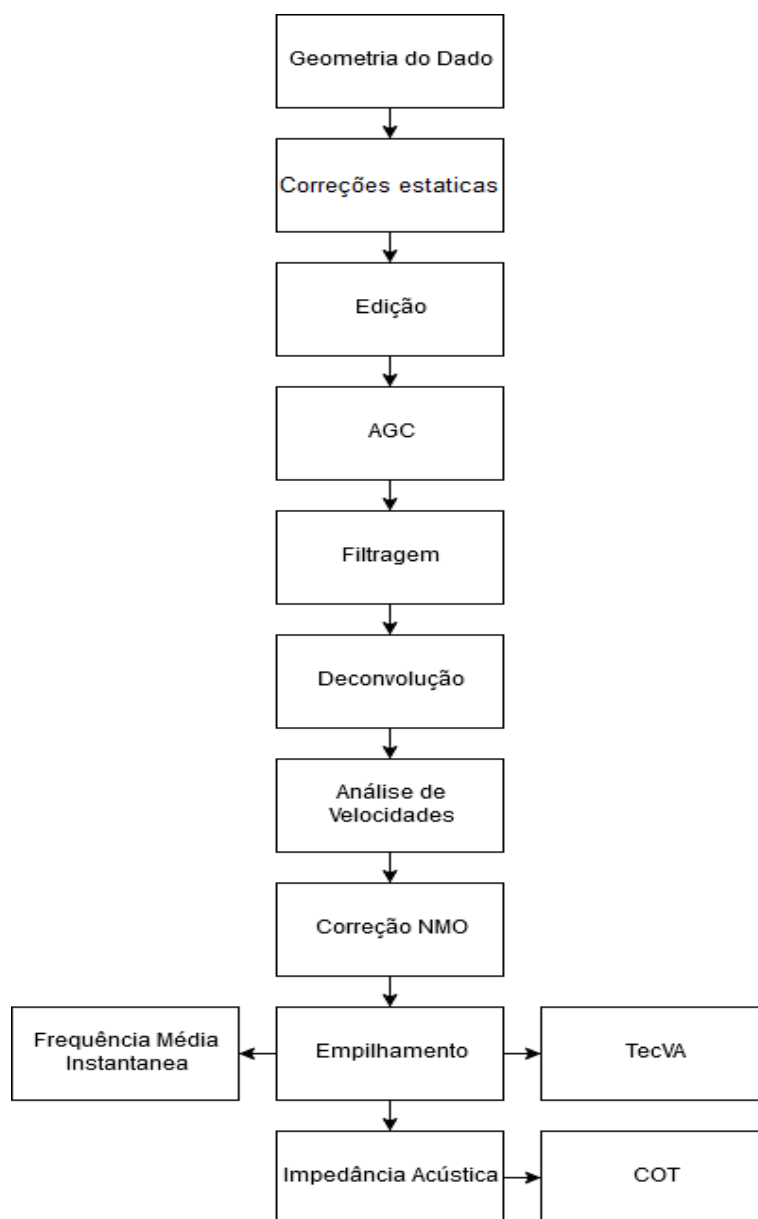 Geometria do Dado
Correções estaticas
Edição
AGC
Filtragem
Deconvolução
Análise de
Velocidades
Correção NMO
Frequência Média
Instantanea
Empilhamento
TecVA
Impedância Acústica
COT